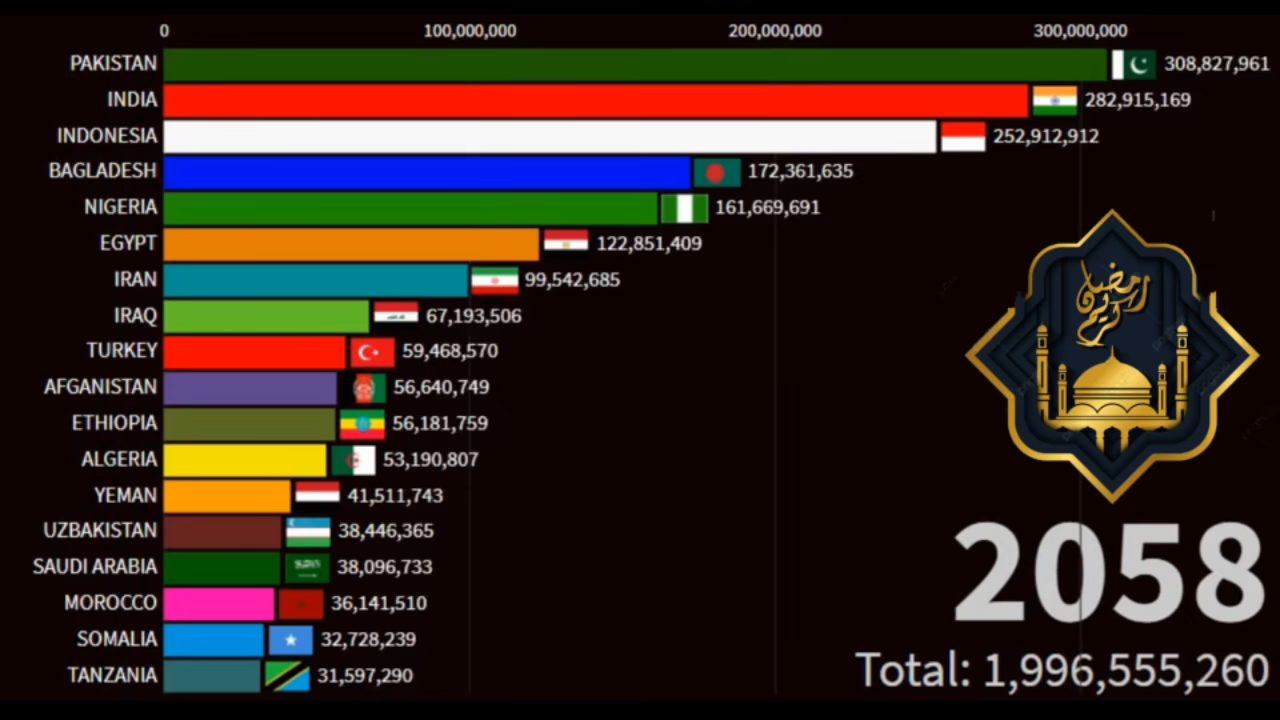 0 100,000,000 200,000,000 300,000,000
PAKISTAN 308,827,961
INDIA 282,915,169
INDONESIA 252,912,912
BAGLADESH 172,361,635
NIGERIA 161,669,691
EGYPT 122,851,409
IRAN 99,542,685
IRAQ 67,193,506
TURKEY 59,468,570
AFGANISTAN 56,640,749
ETHIOPIA 56,181,759
ALGERIA 53,190,807
YEMAN 41,511,743
UZBAKISTAN 38,446,365
SAUDI ARABIA 38,096,733
MOROCCO 36,141,510
SOMALIA 32,728,239
TANZANIA 31,597,290
رمضان
كريم
2058
Total: 1,996,555,260